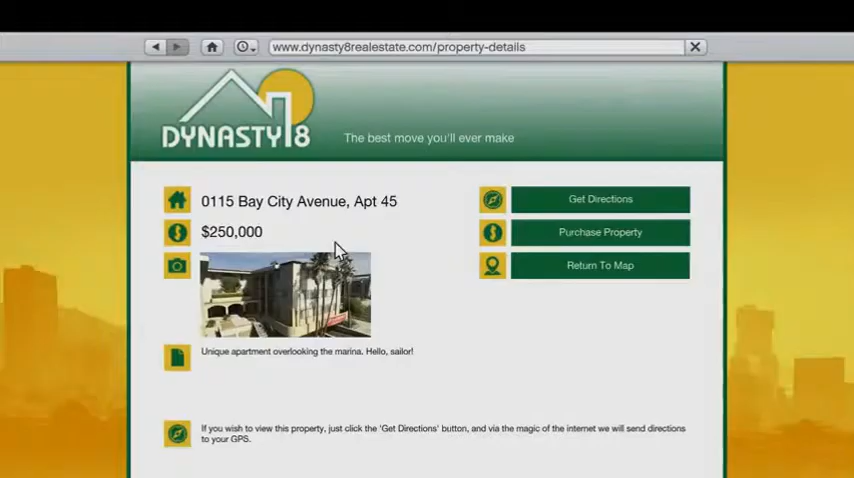 www.dynasty8realestate.com/property-details
DYNASTY8
The best move you'll ever make
0115 Bay City Avenue, Apt 45
Get Directions
$250,000
Purchase Property
Return To Map
Unique apartment overlooking the marina. Hello, sailor!
If you wish to view this property, just click the 'Get Directions' button, and via the magic of the internet we will send directions
to your GPS.